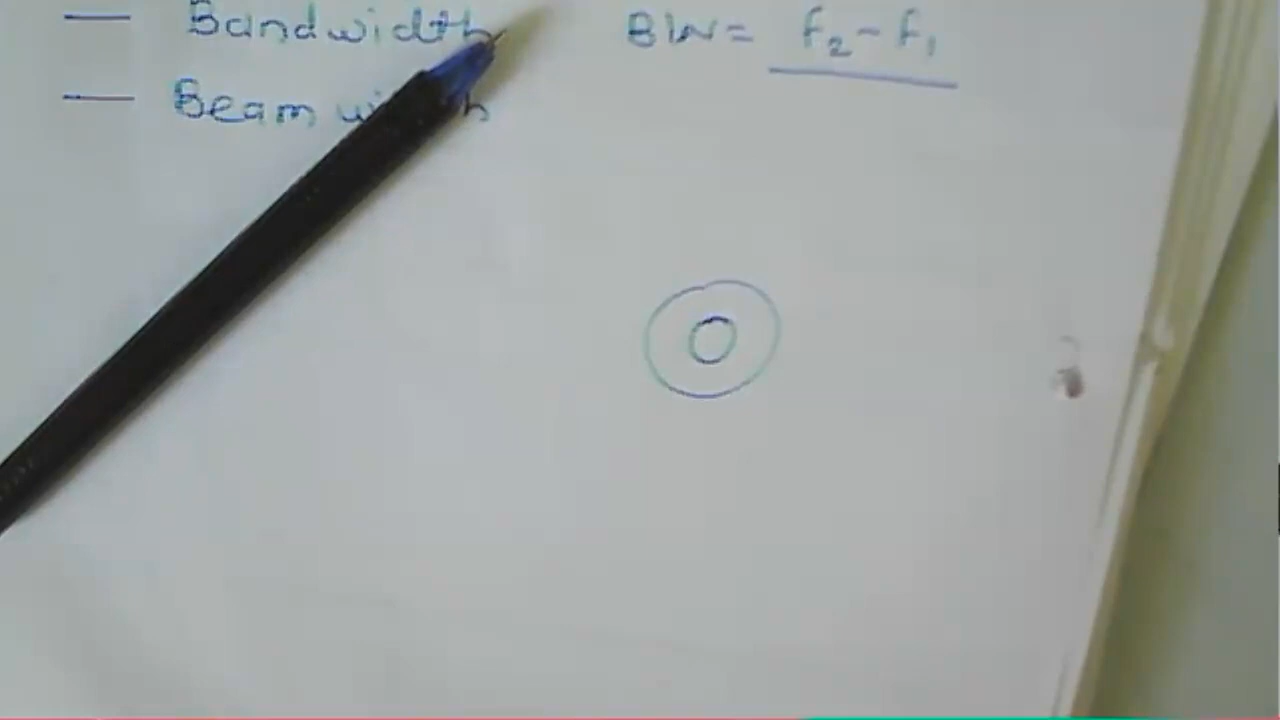 — Bandwidth BW = f₂ - f₁
— Beam